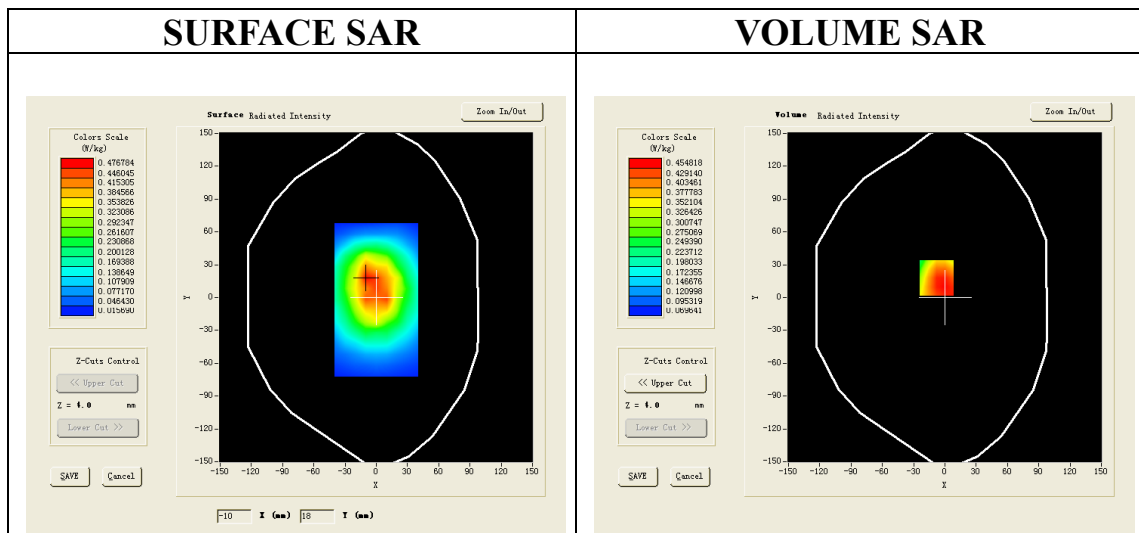 SURFACE SAR
VOLUME SAR
Surface Radiated Intensity
Zoom In/Out
Colors Scale
(W/kg)
0.476784
0.446045
0.415305
0.384566
0.353826
0.323086
0.292347
0.261607
0.230868
0.200128
0.169388
0.138649
0.107909
0.077170
0.046430
0.015690
150
120
90
60
30
0
-30
-60
-90
-120
-150
Y
-150 -120 -90 -60 -30 0 30 60 90 120 150
X
Z-Cuts Control
<< Upper Cut
Z = 4.0 mm
Lower Cut >>
SAVE
Cancel
-10 X (mm) 18 Y (mm)
Volume Radiated Intensity
Zoom In/Out
Colors Scale
(W/kg)
0.454818
0.429140
0.403461
0.377783
0.352104
0.326426
0.300747
0.275069
0.249390
0.223712
0.198033
0.172355
0.146676
0.120998
0.095319
0.069641
150
120
90
60
30
0
-30
-60
-90
-120
-150
Y
-150 -120 -90 -60 -30 0 30 60 90 120 150
X
Z-Cuts Control
<< Upper Cut
Z = 4.0 mm
Lower Cut >>
SAVE
Cancel